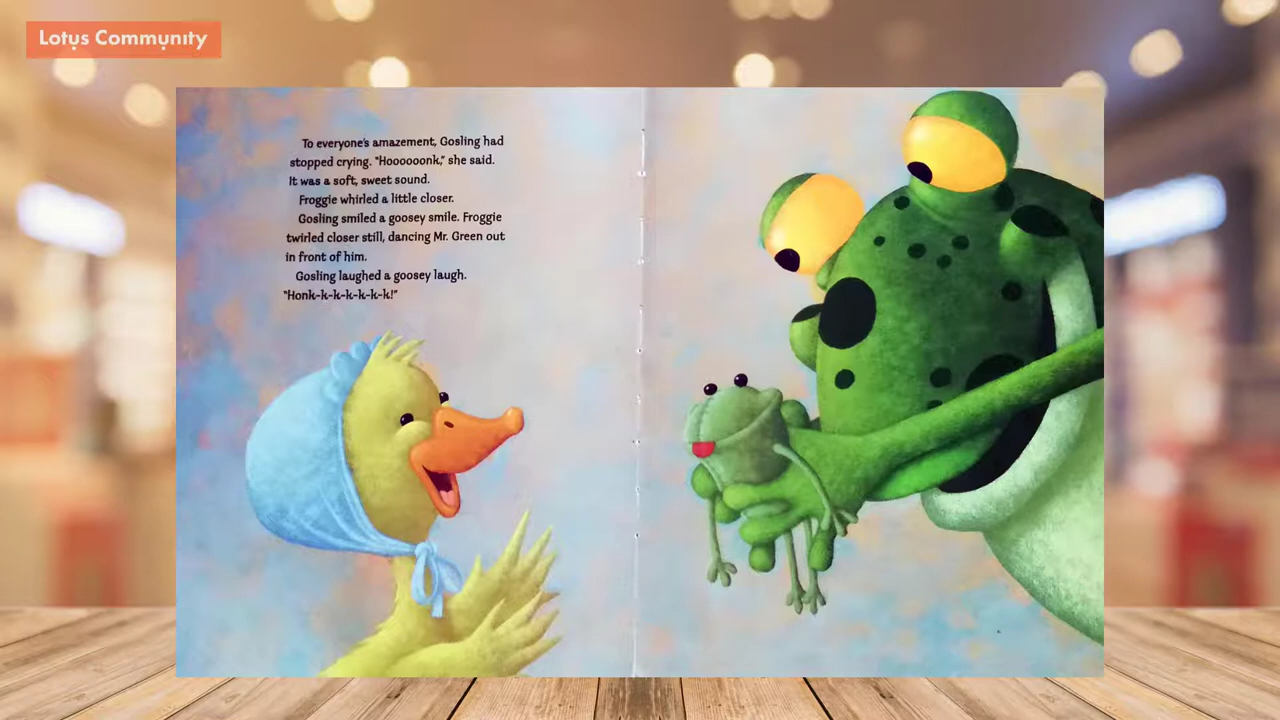 Lotus Community
To everyone's amazement, Gosling had
stopped crying. "Hoooooonk," she said.
It was a soft, sweet sound.
Froggie whirled a little closer.
Gosling smiled a goosey smile. Froggie
twirled closer still, dancing Mr. Green out
in front of him.
Gosling laughed a goosey laugh.
"Honk-k-k-k-k-k-k!"